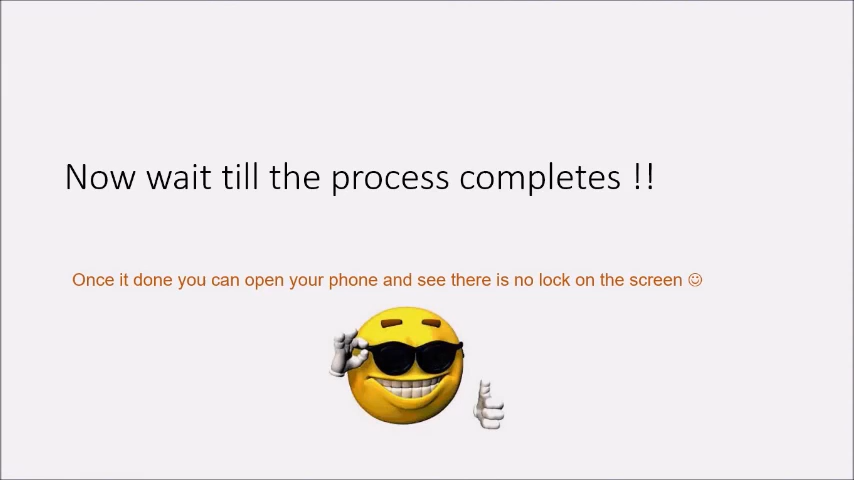 Now wait till the process completes !!
Once it done you can open your phone and see there is no lock on the screen ☺